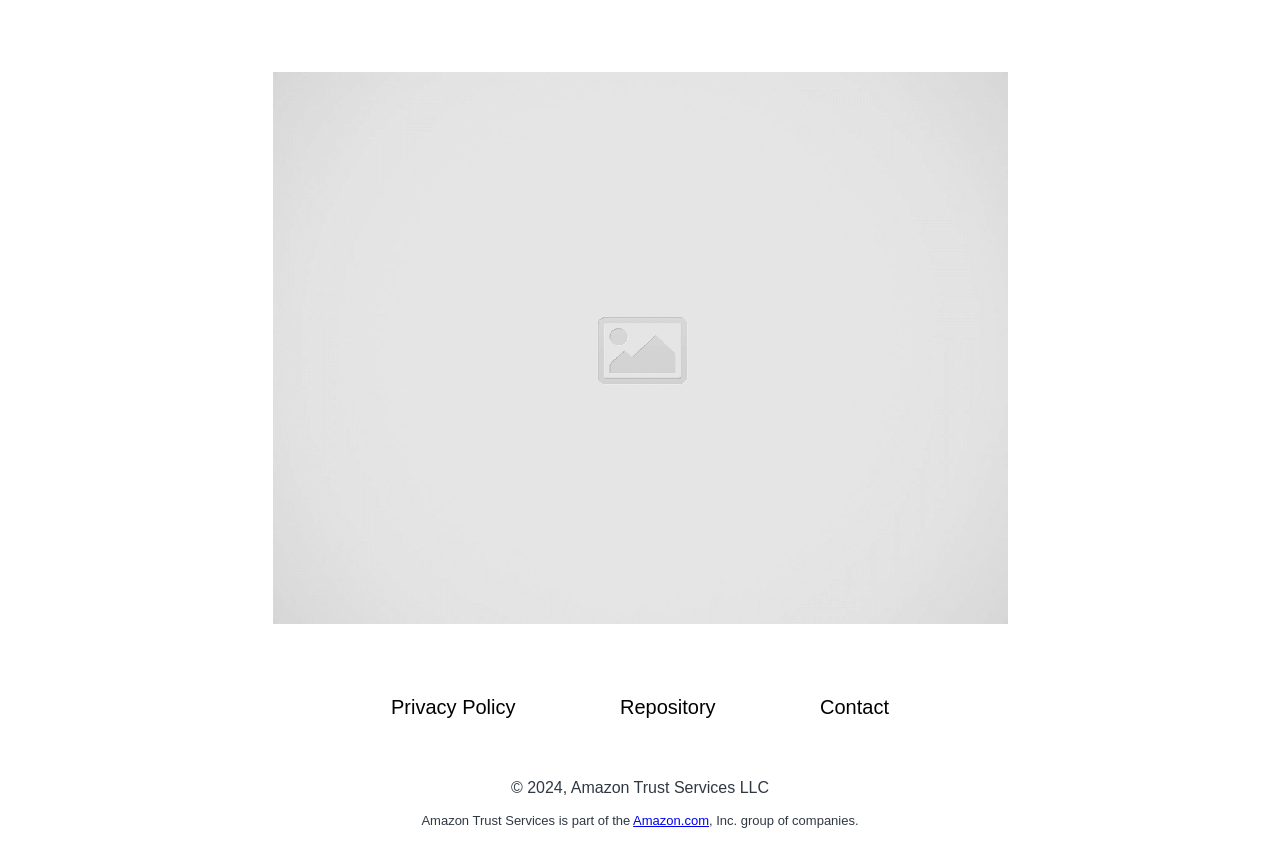 Privacy Policy
Repository
Contact
© 2024, Amazon Trust Services LLC
Amazon Trust Services is part of the Amazon.com, Inc. group of companies.